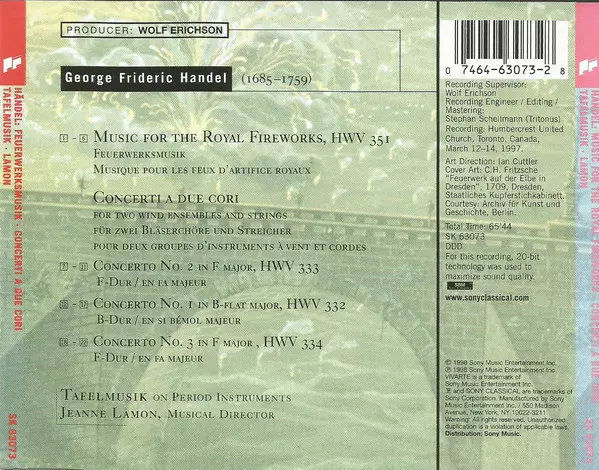 PRODUCER: WOLF ERICHSON
George Frideric Handel (1685–1759)
1 - 6 Music for the Royal Fireworks, HWV 351
Feuerwerksmusik
Musique pour les feux d'artifice royaux
Concerti a due cori
for two wind ensembles and strings
für zwei Bläserchöre und Streicher
pour deux groupes d'instruments à vent et cordes
Concerto No. 2 in F major, HWV 333
F-Dur / en fa majeur
Concerto No. 1 in B-flat major, HWV 332
B-Dur / en si bémol majeur
Concerto No. 3 in F major , HWV 334
F-Dur / en fa majeur
Tafelmusik on Period Instruments
Jeanne Lamon, Musical Director
0 7464-63073-2 8
Recording Supervisor:
Wolf Erichson
Recording Engineer / Editing /
Mastering:
Stephan Schellmann (Tritonus)
Recording: Humbercrest United
Church, Toronto, Canada,
March 12–14, 1997.
Art Direction: Ian Cuttler
Cover Art: C.H. Fritzsche
"Feuerwerk auf der Elbe in
Dresden", 1709, Dresden,
Staatliches Kupferstichkabinett.
Courtesy: Archiv für Kunst und
Geschichte, Berlin.
Total Time: 65'44
SK 63073
DDD
For this recording, 20-bit
technology was used to
maximize sound quality.
SONY
www.sonyclassical.com
© 1998 Sony Music Entertainment Inc.
℗ 1998 Sony Music Entertainment Inc.
VIVARTE is a trademark of
Sony Music Entertainment Inc.
and SONY CLASSICAL are trademarks of
Sony Corporation. Manufactured by Sony
Music Entertainment Inc. / 550 Madison
Avenue, New York, NY 10022-3211
Warning: All rights reserved. Unauthorized
duplication is a violation of applicable laws.
Distribution: Sony Music.
HÄNDEL: FEUERWERKSMUSIK · CONCERTI A DUE CORI
TAFELMUSIK · LAMON
SK 63073
HANDEL: MUSIC FOR THE ROYAL FIREWORKS · CONCERTI A DUE CORI
TAFELMUSIK · LAMON
SK 63073